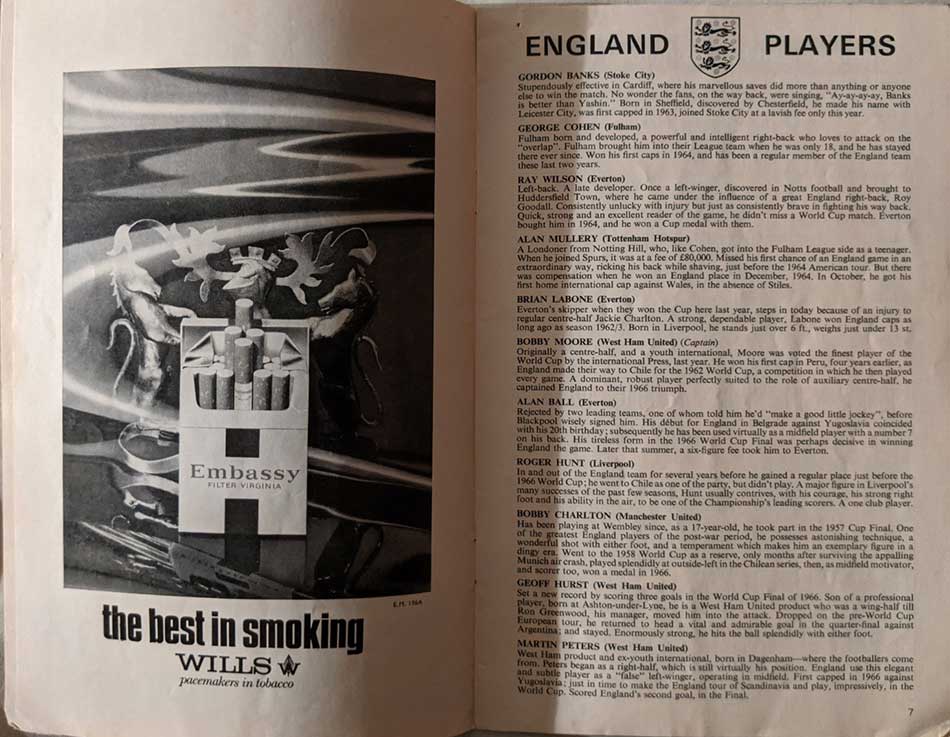 Embassy
FILTER VIRGINIA
E.H. 196A
the best in smoking
WILLS
pacemakers in tobacco
ENGLAND PLAYERS
GORDON BANKS (Stoke City)
Stupendously effective in Cardiff, where his marvellous saves did more than anything or anyone
else to win the match. No wonder the fans, on the way back, were singing, "Ay-ay-ay-ay, Banks
is better than Yashin." Born in Sheffield, discovered by Chesterfield, he made his name with
Leicester City, was first capped in 1963, joined Stoke City at a lavish fee only this year.
GEORGE COHEN (Fulham)
Fulham born and developed, a powerful and intelligent right-back who loves to attack on the
"overlap". Fulham brought him into their League team when he was only 18, and he has stayed
there ever since. Won his first caps in 1964, and has been a regular member of the England team
these last two years.
RAY WILSON (Everton)
Left-back. A late developer. Once a left-winger, discovered in Notts football and brought to
Huddersfield Town, where he came under the influence of a great England right-back, Roy
Goodall. Consistently unlucky with injury but just as consistently brave in fighting his way back.
Quick, strong and an excellent reader of the game, he didn't miss a World Cup match. Everton
bought him in 1964, and he won a Cup medal with them.
ALAN MULLERY (Tottenham Hotspur)
A Londoner from Notting Hill, who, like Cohen, got into the Fulham League side as a teenager.
When he joined Spurs, it was at a fee of £80,000. Missed his first chance of an England game in an
extraordinary way, ricking his back while shaving, just before the 1964 American tour. But there
was compensation when he won an England place in December, 1964. In October, he got his
first home international cap against Wales, in the absence of Stiles.
BRIAN LABONE (Everton)
Everton's skipper when they won the Cup here last year, steps in today because of an injury to
regular centre-half Jackie Charlton. A strong, dependable player, Labone won England caps as
long ago as season 1962/3. Born in Liverpool, he stands just over 6 ft., weighs just under 13 st.
BOBBY MOORE (West Ham United) (Captain)
Originally a centre-half, and a youth international, Moore was voted the finest player of the
World Cup by the international Press, last year. He won his first cap in Peru, four years earlier, as
England made their way to Chile for the 1962 World Cup, a competition in which he then played
every game. A dominant, robust player perfectly suited to the role of auxiliary centre-half, he
captained England to their 1966 triumph.
ALAN BALL (Everton)
Rejected by two leading teams, one of whom told him he'd "make a good little jockey", before
Blackpool wisely signed him. His début for England in Belgrade against Yugoslavia coincided
with his 20th birthday; subsequently he has been used virtually as a midfield player with a number 7
on his back. His tireless form in the 1966 World Cup Final was perhaps decisive in winning
England the game. Later that summer, a six-figure fee took him to Everton.
ROGER HUNT (Liverpool)
In and out of the England team for several years before he gained a regular place just before the
1966 World Cup; he went to Chile as one of the party, but didn't play. A major figure in Liverpool's
many successes of the past few seasons, Hunt usually contrives, with his courage, his strong right
foot and his ability in the air, to be one of the Championship's leading scorers. A one club player.
BOBBY CHARLTON (Manchester United)
Has been playing at Wembley since, as a 17-year-old, he took part in the 1957 Cup Final. One
of the greatest England players of the post-war period, he possesses astonishing technique, a
wonderful shot with either foot, and a temperament which makes him an exemplary figure in a
dingy era. Went to the 1958 World Cup as a reserve, only months after surviving the appalling
Munich air crash, played splendidly at outside-left in the Chilean series, then, as midfield motivator,
and scorer too, won a medal in 1966.
GEOFF HURST (West Ham United)
Set a new record by scoring three goals in the World Cup Final of 1966. Son of a professional
player, born at Ashton-under-Lyne, he is a West Ham United product who was a wing-half till
Ron Greenwood, his manager, moved him into the attack. Dropped on the pre-World Cup
European tour, he returned to head a vital and admirable goal in the quarter-final against
Argentina; and stayed. Enormously strong, he hits the ball splendidly with either foot.
MARTIN PETERS (West Ham United)
West Ham product and ex-youth international, born in Dagenham—where the footballers come
from. Peters began as a right-half, which is still virtually his position. England use this elegant
and subtle player as a "false" left-winger, operating in midfield. First capped in 1966 against
Yugoslavia; just in time to make the England tour of Scandinavia and play, impressively, in the
World Cup. Scored England's second goal, in the Final.
7